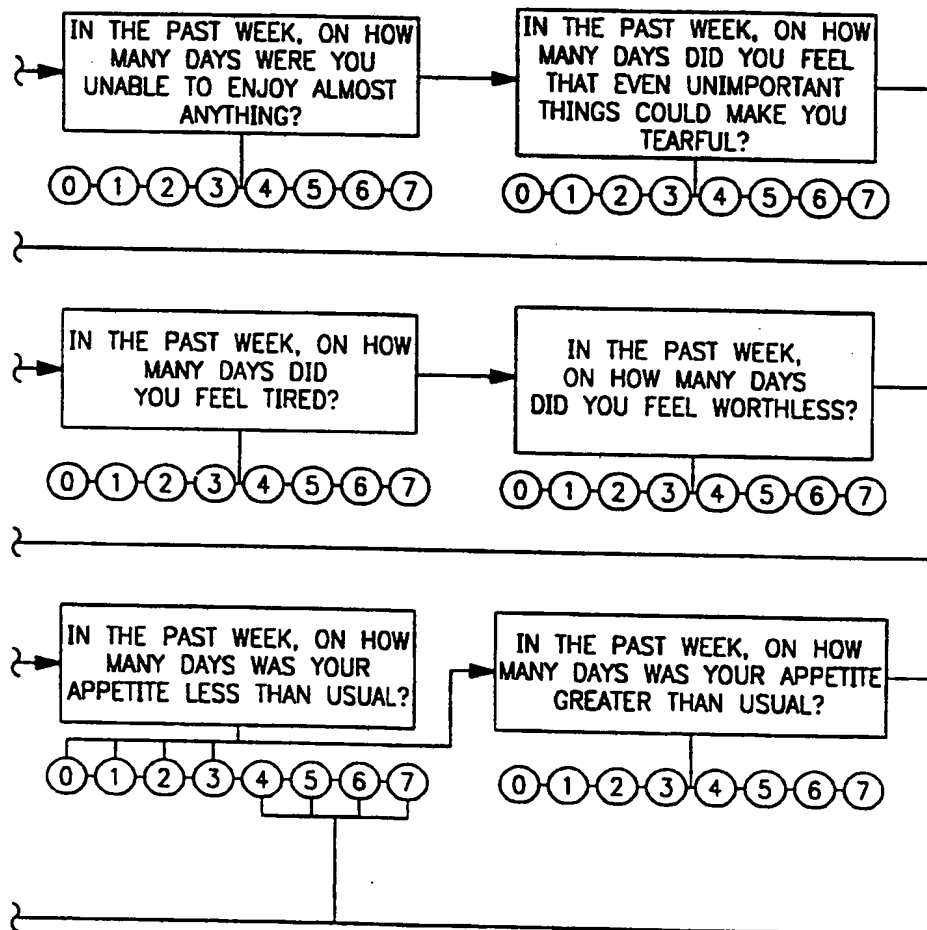 IN THE PAST WEEK, ON HOW
MANY DAYS WERE YOU
UNABLE TO ENJOY ALMOST
ANYTHING?
0 1 2 3 4 5 6 7
IN THE PAST WEEK, ON HOW
MANY DAYS DID YOU FEEL
THAT EVEN UNIMPORTANT
THINGS COULD MAKE YOU
TEARFUL?
0 1 2 3 4 5 6 7
IN THE PAST WEEK, ON HOW
MANY DAYS DID
YOU FEEL TIRED?
0 1 2 3 4 5 6 7
IN THE PAST WEEK,
ON HOW MANY DAYS
DID YOU FEEL WORTHLESS?
0 1 2 3 4 5 6 7
IN THE PAST WEEK, ON HOW
MANY DAYS WAS YOUR
APPETITE LESS THAN USUAL?
0 1 2 3 4 5 6 7
IN THE PAST WEEK, ON HOW
MANY DAYS WAS YOUR APPETITE
GREATER THAN USUAL?
0 1 2 3 4 5 6 7